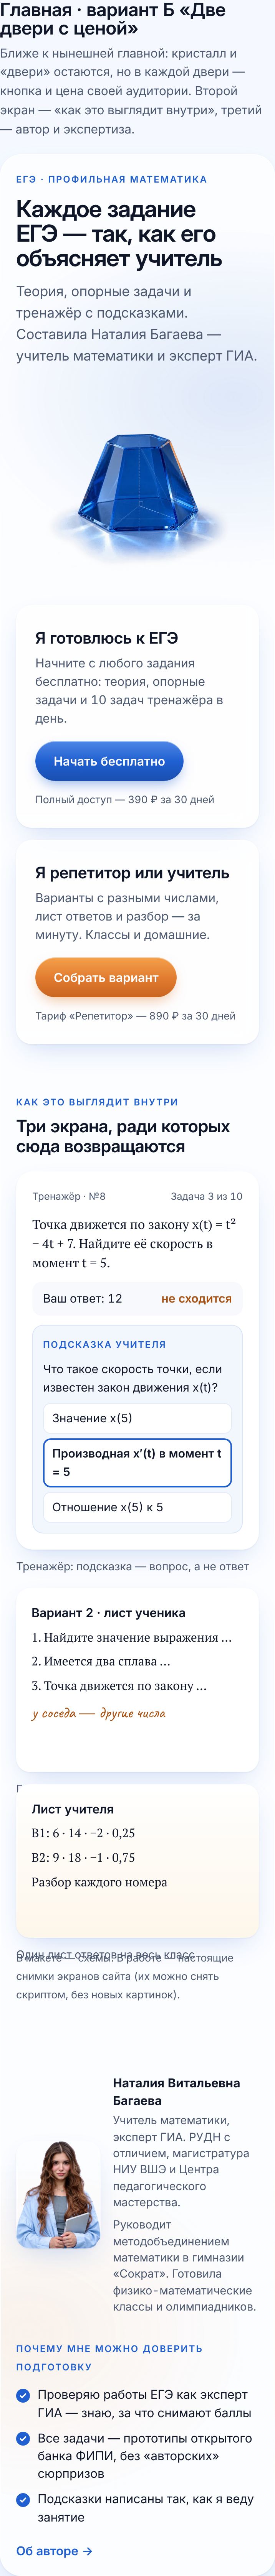 Главная · вариант Б «Две
двери с ценой»
Ближе к нынешней главной: кристалл и
«двери» остаются, но в каждой двери —
кнопка и цена своей аудитории. Второй
экран — «как это выглядит внутри», третий
— автор и экспертиза.
ЕГЭ · ПРОФИЛЬНАЯ МАТЕМАТИКА
Каждое задание
ЕГЭ — так, как его
объясняет учитель
Теория, опорные задачи и
тренажёр с подсказками.
Составила Наталия Багаева —
учитель математики и эксперт ГИА.
Я готовлюсь к ЕГЭ
Начните с любого задания
бесплатно: теория, опорные
задачи и 10 задач тренажёра в
день.
Начать бесплатно
Полный доступ — 390 ₽ за 30 дней
Я репетитор или учитель
Варианты с разными числами,
лист ответов и разбор — за
минуту. Классы и домашние.
Собрать вариант
Тариф «Репетитор» — 890 ₽ за 30 дней
КАК ЭТО ВЫГЛЯДИТ ВНУТРИ
Три экрана, ради которых
сюда возвращаются
Тренажёр · №8 Задача 3 из 10
Точка движется по закону x(t) = t²
− 4t + 7. Найдите её скорость в
момент t = 5.
Ваш ответ: 12 не сходится
ПОДСКАЗКА УЧИТЕЛЯ
Что такое скорость точки, если
известен закон движения x(t)?
Значение x(5)
Производная x′(t) в момент t
= 5
Отношение x(5) к 5
Тренажёр: подсказка — вопрос, а не ответ
Вариант 2 · лист ученика
1. Найдите значение выражения …
2. Имеется два сплава …
3. Точка движется по закону …
у соседа — другие числа
Лист учителя
В1: 6 · 14 · −2 · 0,25
В2: 9 · 18 · −1 · 0,75
Разбор каждого номера
Один лист ответов на весь класс
В макете — схемы. В работе — настоящие
снимки экранов сайта (их можно снять
скриптом, без новых картинок).
Наталия Витальевна
Багаева
Учитель математики,
эксперт ГИА. РУДН с
отличием, магистратура
НИУ ВШЭ и Центра
педагогического
мастерства.
Руководит
методобъединением
математики в гимназии
«Сократ». Готовила
физико-математические
классы и олимпиадников.
ПОЧЕМУ МНЕ МОЖНО ДОВЕРИТЬ
ПОДГОТОВКУ
Проверяю работы ЕГЭ как эксперт
ГИА — знаю, за что снимают баллы
Все задачи — прототипы открытого
банка ФИПИ, без «авторских»
сюрпризов
Подсказки написаны так, как я веду
занятие
Об авторе →